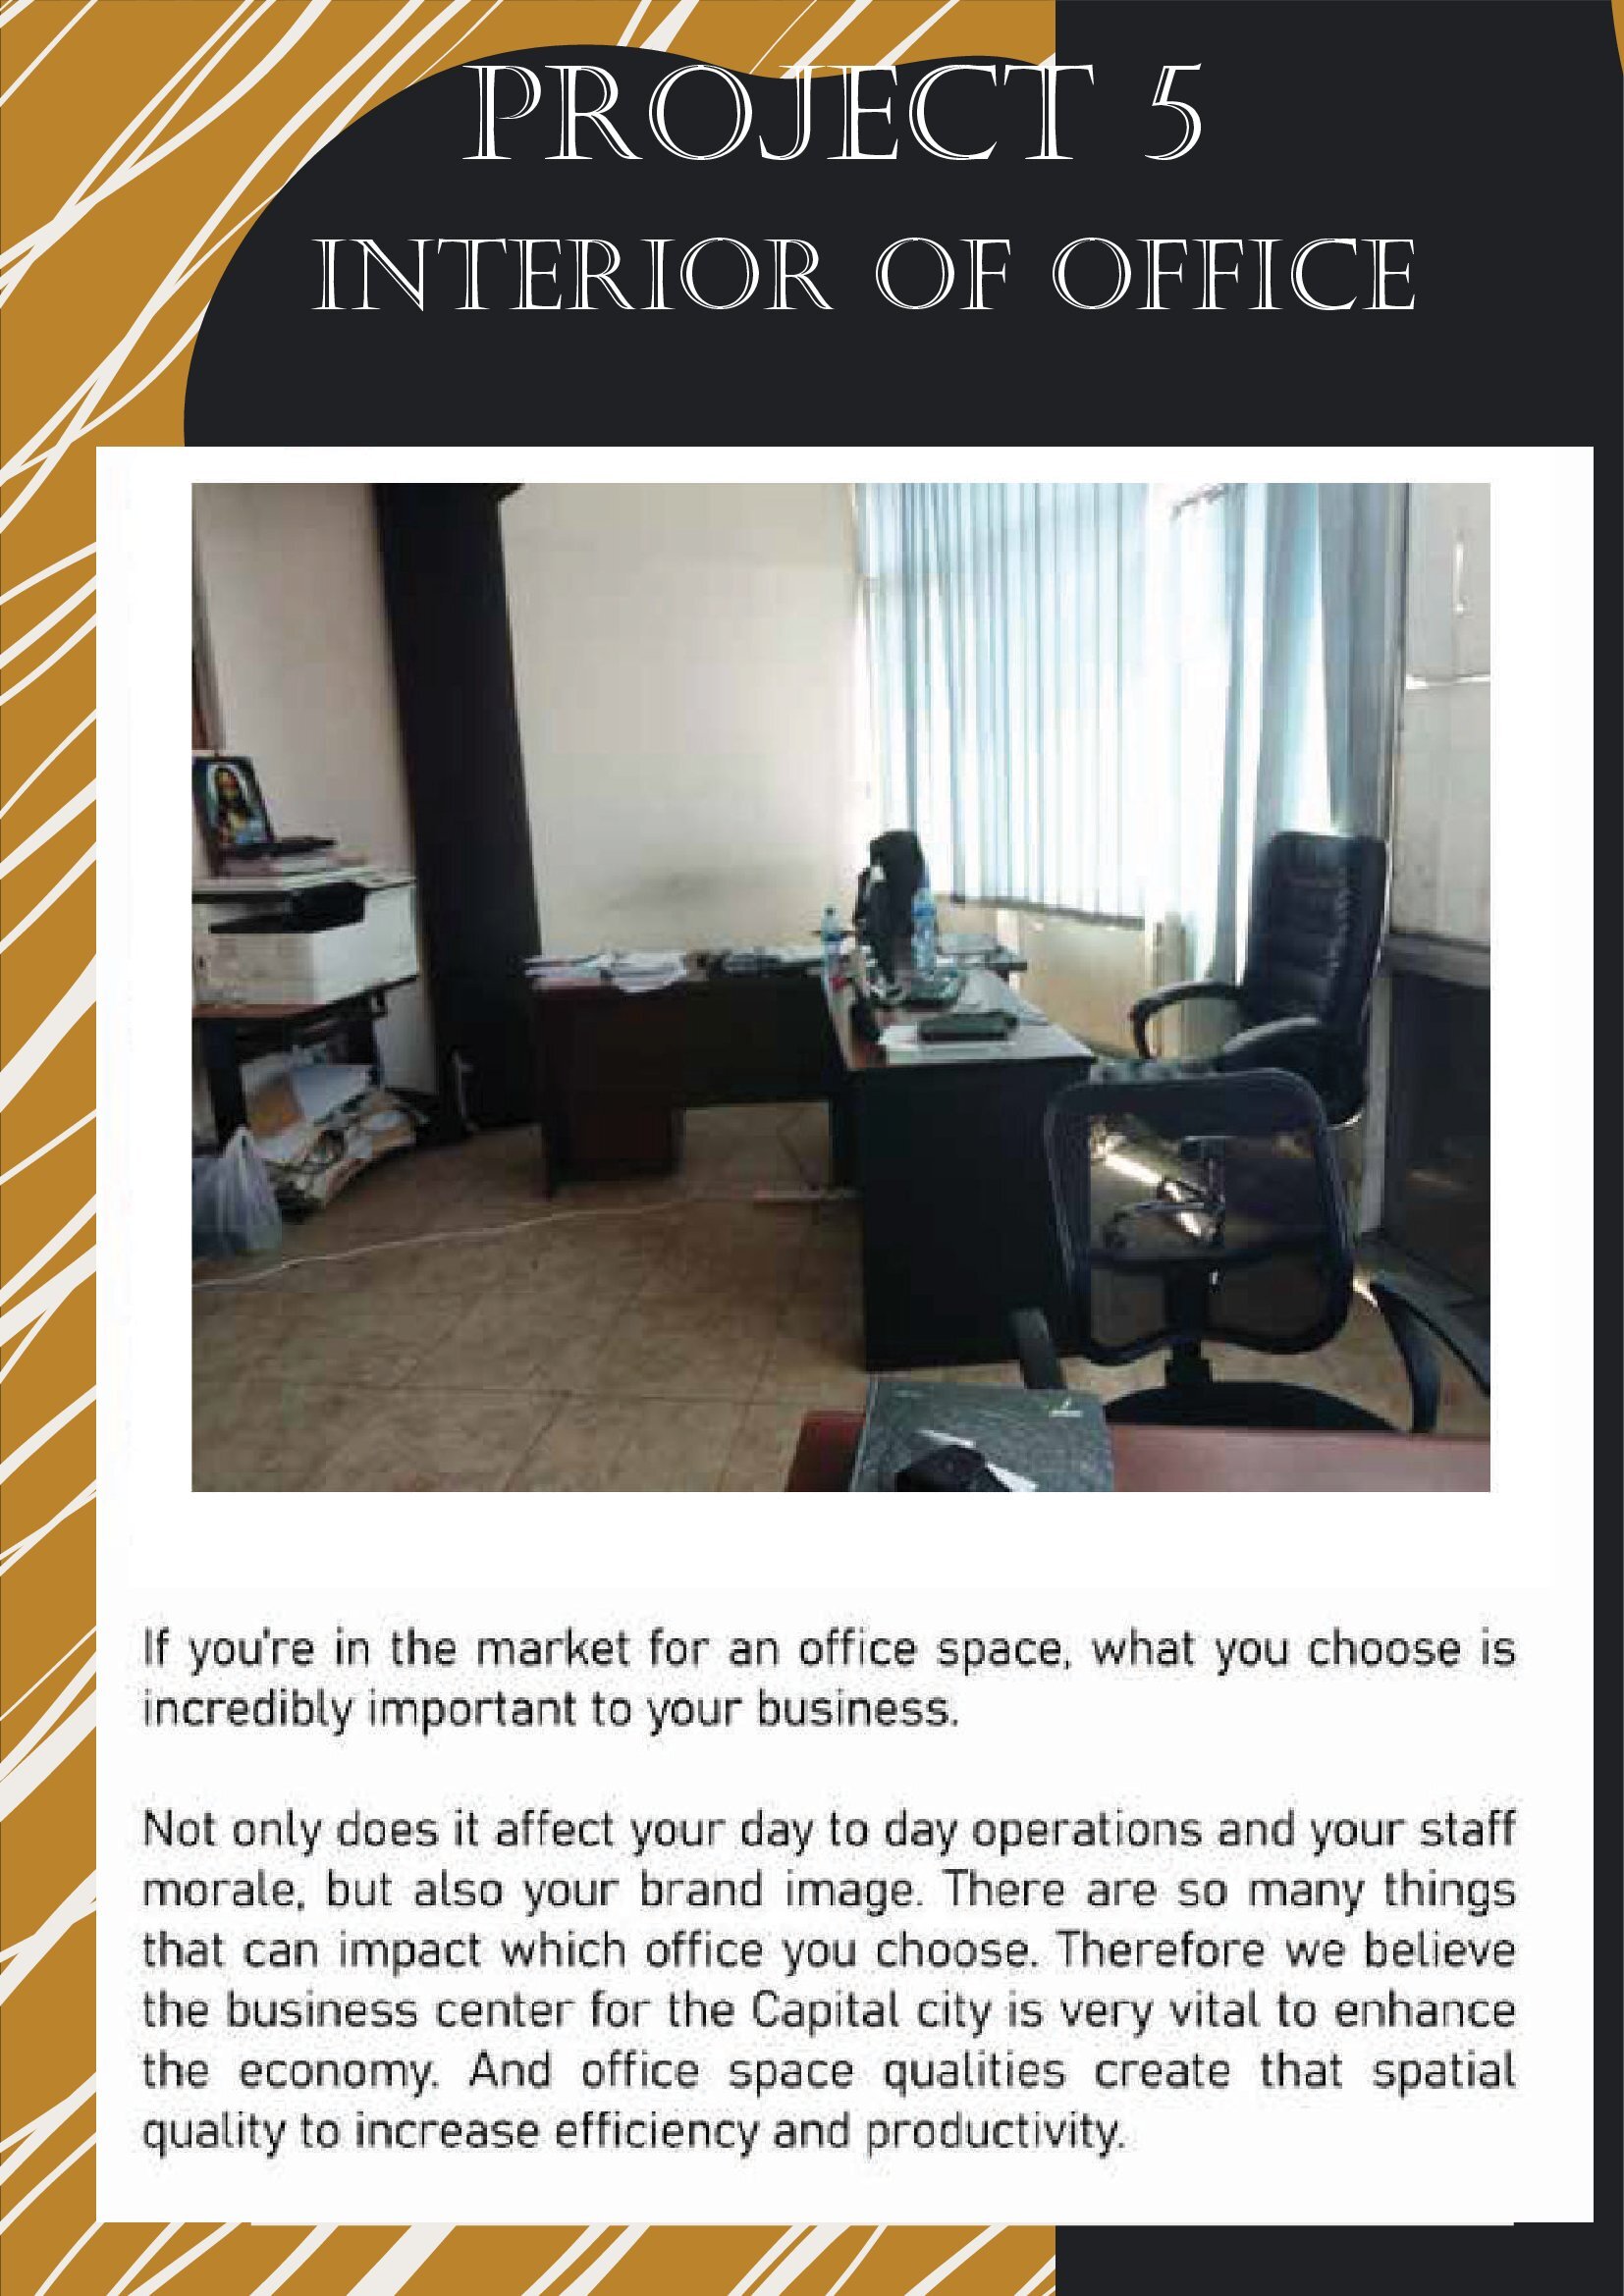 PROJECT 5
INTERIOR OF OFFICE
If you're in the market for an office space, what you choose is
incredibly important to your business.
Not only does it affect your day to day operations and your staff
morale, but also your brand image. There are so many things
that can impact which office you choose. Therefore we believe
the business center for the Capital city is very vital to enhance
the economy. And office space qualities create that spatial
quality to increase efficiency and productivity.